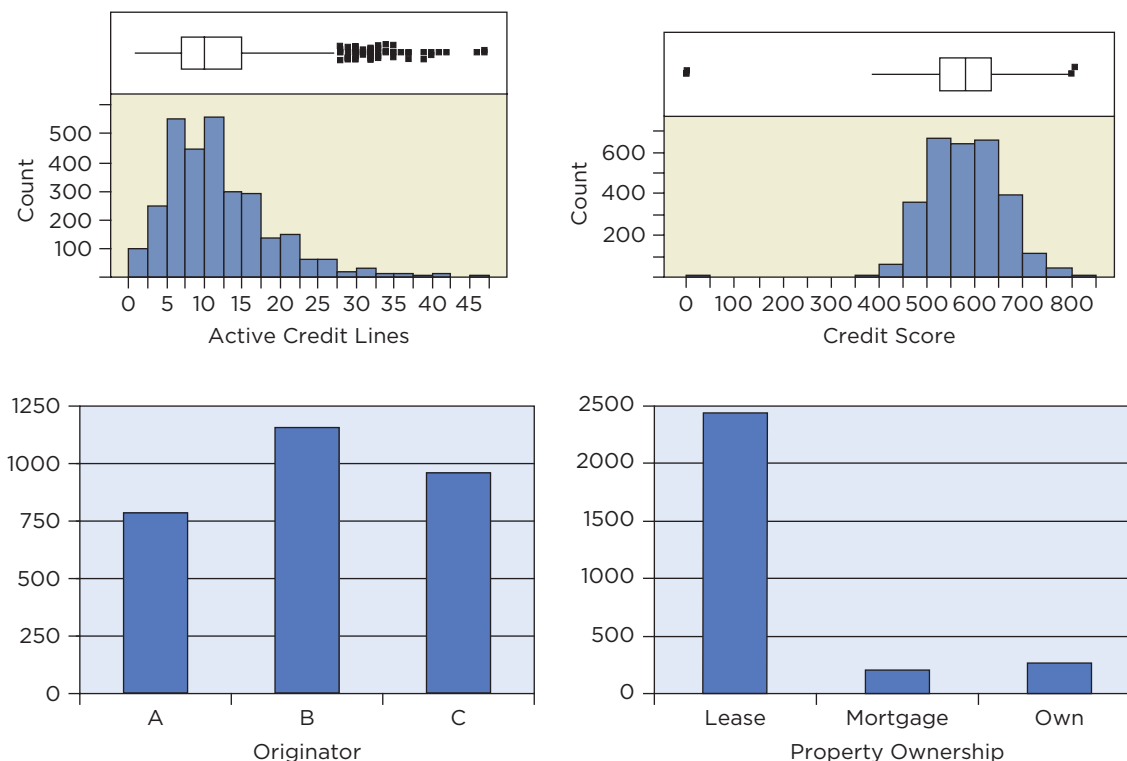 500
400
300
200
100
Count
0 5 10 15 20 25 30 35 40 45
Active Credit Lines
600
400
200
Count
0 100 200 300 400 500 600 700 800
Credit Score
1250
1000
750
500
250
0
A B C
Originator
2500
2000
1500
1000
500
0
Lease Mortgage Own
Property Ownership